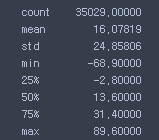 count 35029,00000
mean 16,07819
std 24,85806
min -68,90000
25% -2,80000
50% 13,60000
75% 31,40000
max 89,60000